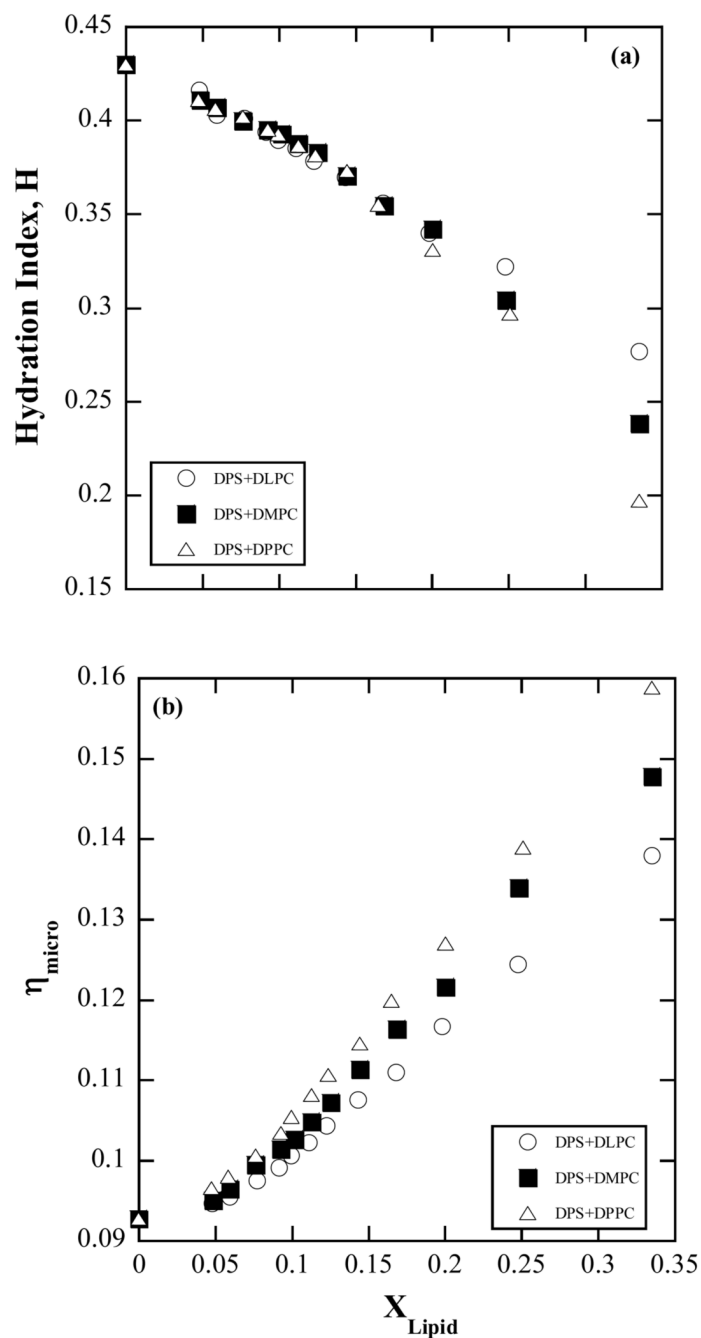 0.45
(a)
0.4
0.35
0.3
0.25
0.2
0.15
Hydration Index, H
DPS+DLPC
DPS+DMPC
DPS+DPPC
0.16
(b)
0.15
0.14
0.13
0.12
0.11
0.1
0.09
ηmicro
DPS+DLPC
DPS+DMPC
DPS+DPPC
0 0.05 0.1 0.15 0.2 0.25 0.3 0.35
XLipid